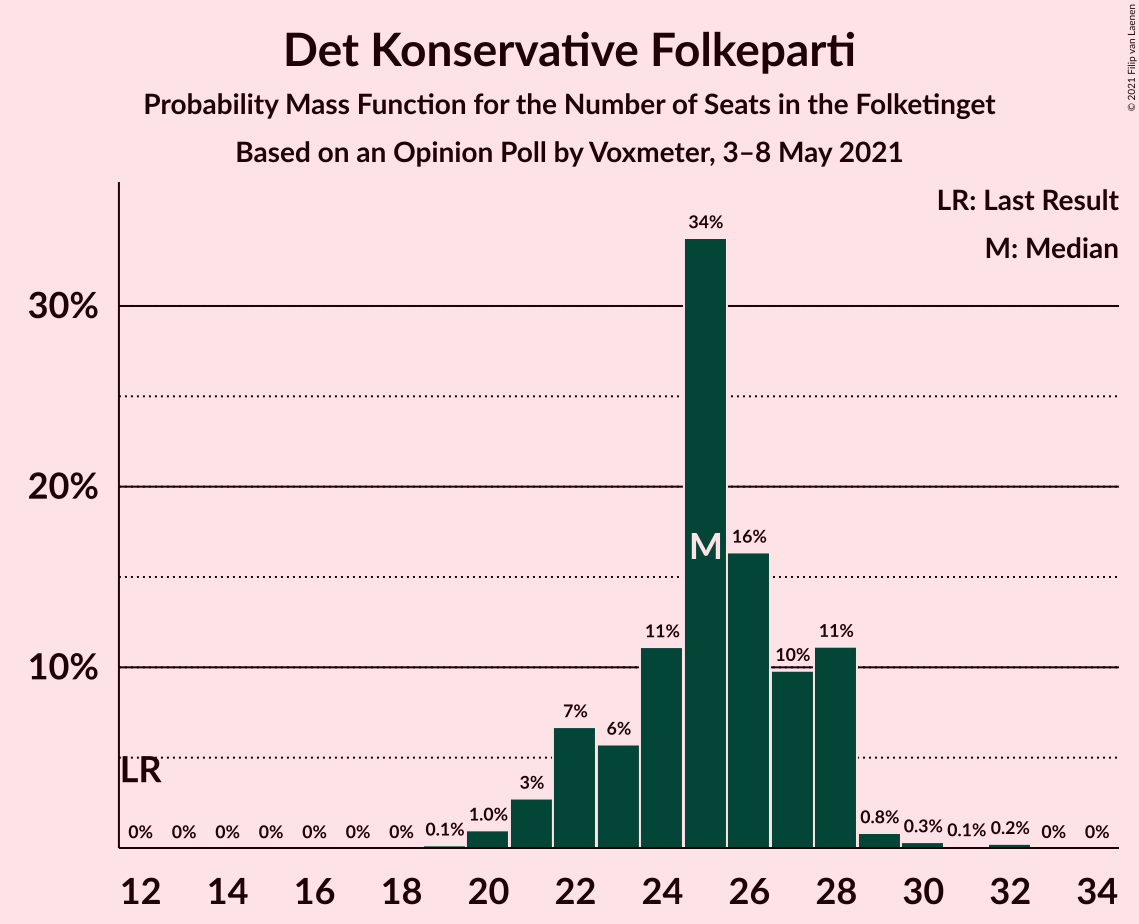 Det Konservative Folkeparti
Probability Mass Function for the Number of Seats in the Folketinget
Based on an Opinion Poll by Voxmeter, 3–8 May 2021
© 2021 Filip van Laenen
LR: Last Result
M: Median
34%
30%
20%
M
16%
11%
11%
10%
10%
7%
6%
LR
3%
1.0%
0.8%
0% 0% 0% 0% 0% 0% 0% 0.1% 0.3% 0.1% 0.2% 0% 0%
12 14 16 18 20 22 24 26 28 30 32 34